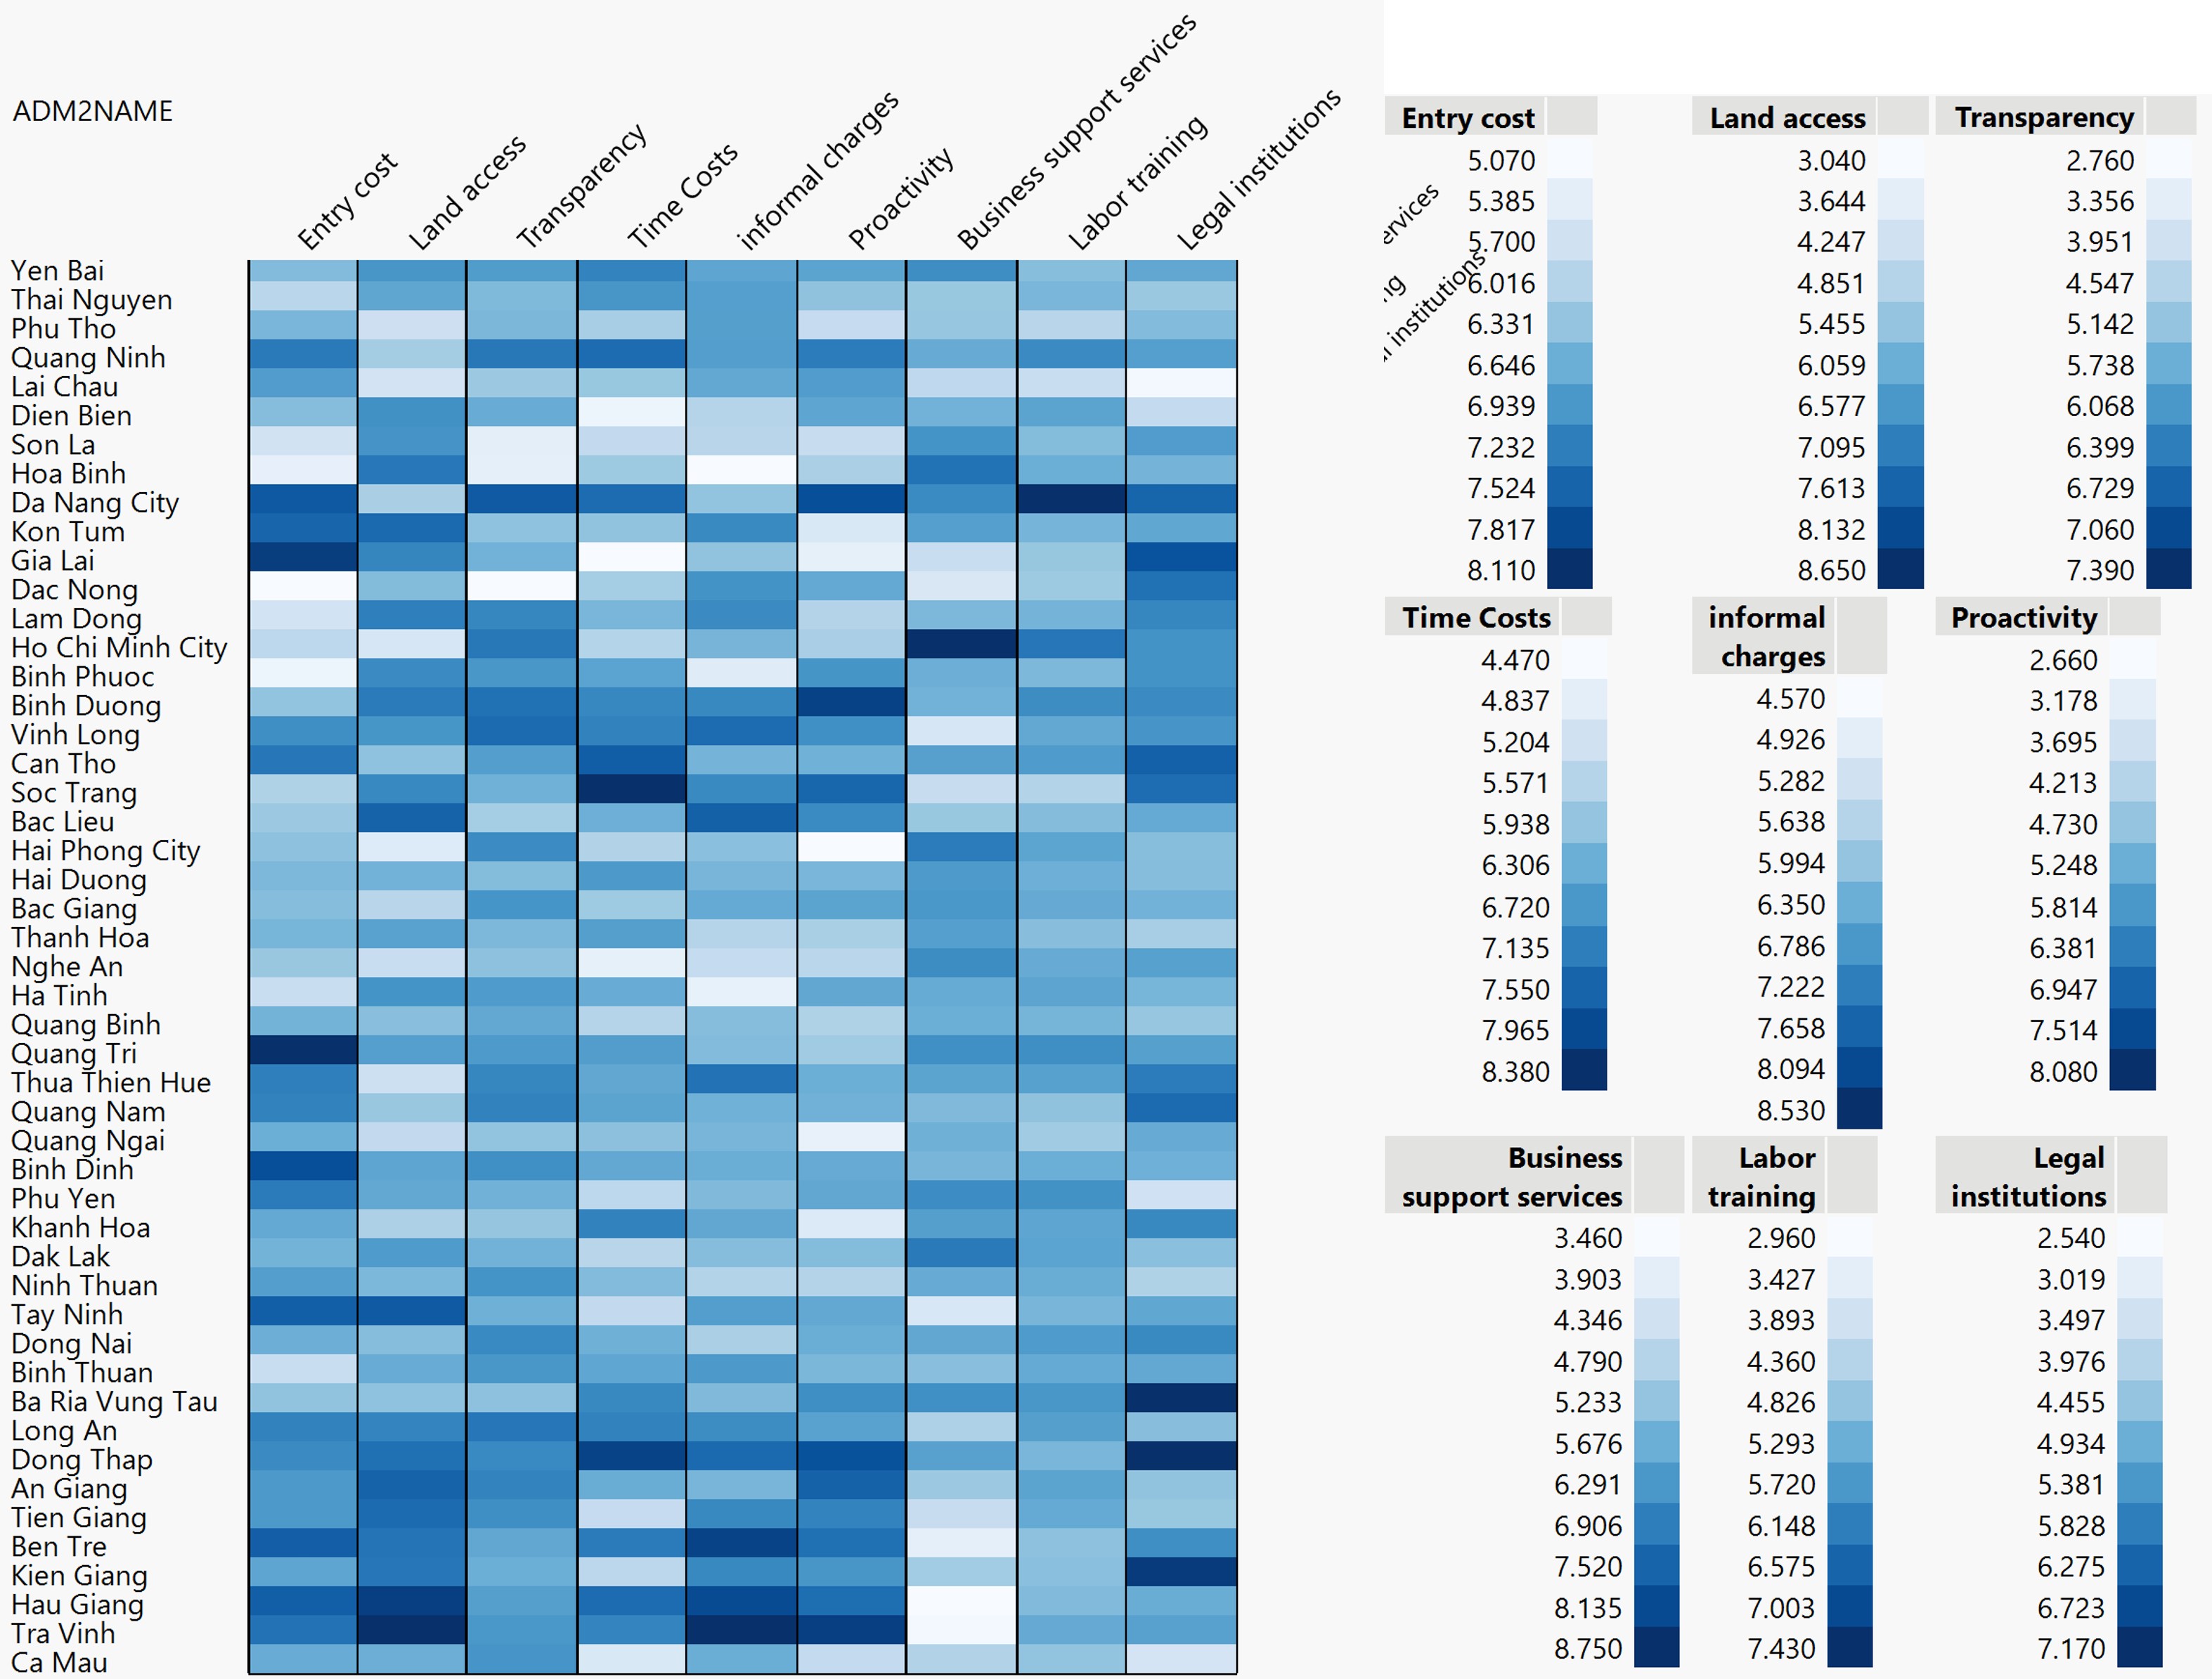 ADM2NAME
Entry cost
Land access
Transparency
Time Costs
informal charges
Proactivity
Business support services
Labor training
Legal institutions
Yen Bai
Thai Nguyen
Phu Tho
Quang Ninh
Lai Chau
Dien Bien
Son La
Hoa Binh
Da Nang City
Kon Tum
Gia Lai
Dac Nong
Lam Dong
Ho Chi Minh City
Binh Phuoc
Binh Duong
Vinh Long
Can Tho
Soc Trang
Bac Lieu
Hai Phong City
Hai Duong
Bac Giang
Thanh Hoa
Nghe An
Ha Tinh
Quang Binh
Quang Tri
Thua Thien Hue
Quang Nam
Quang Ngai
Binh Dinh
Phu Yen
Khanh Hoa
Dak Lak
Ninh Thuan
Tay Ninh
Dong Nai
Binh Thuan
Ba Ria Vung Tau
Long An
Dong Thap
An Giang
Tien Giang
Ben Tre
Kien Giang
Hau Giang
Tra Vinh
Ca Mau
ervices
ng
institutions
Entry cost
5.070
5.385
5.700
6.016
6.331
6.646
6.939
7.232
7.524
7.817
8.110
Land access
3.040
3.644
4.247
4.851
5.455
6.059
6.577
7.095
7.613
8.132
8.650
Transparency
2.760
3.356
3.951
4.547
5.142
5.738
6.068
6.399
6.729
7.060
7.390
Time Costs
4.470
4.837
5.204
5.571
5.938
6.306
6.720
7.135
7.550
7.965
8.380
informal
charges
4.570
4.926
5.282
5.638
5.994
6.350
6.786
7.222
7.658
8.094
8.530
Proactivity
2.660
3.178
3.695
4.213
4.730
5.248
5.814
6.381
6.947
7.514
8.080
Business
support services
3.460
3.903
4.346
4.790
5.233
5.676
6.291
6.906
7.520
8.135
8.750
Labor
training
2.960
3.427
3.893
4.360
4.826
5.293
5.720
6.148
6.575
7.003
7.430
Legal
institutions
2.540
3.019
3.497
3.976
4.455
4.934
5.381
5.828
6.275
6.723
7.170